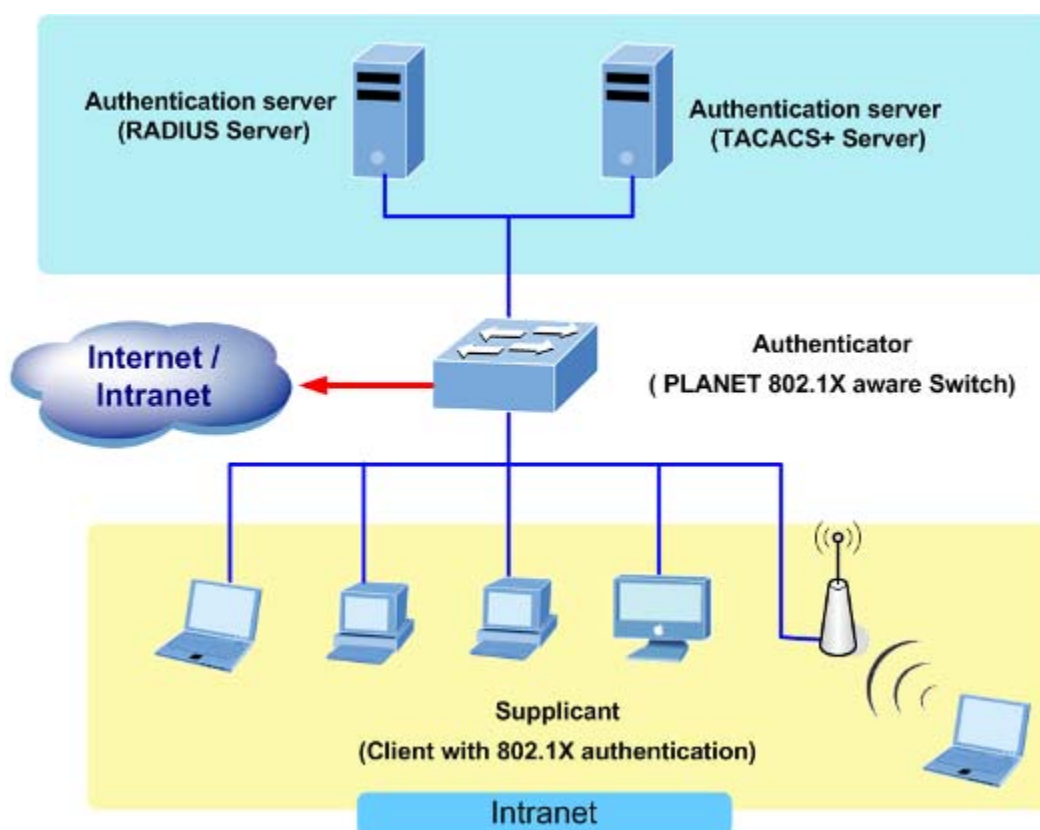 Authentication server
(RADIUS Server)
Authentication server
(TACACS+ Server)
Internet /
Intranet
Authenticator
( PLANET 802.1X aware Switch)
Supplicant
(Client with 802.1X authentication)
Intranet